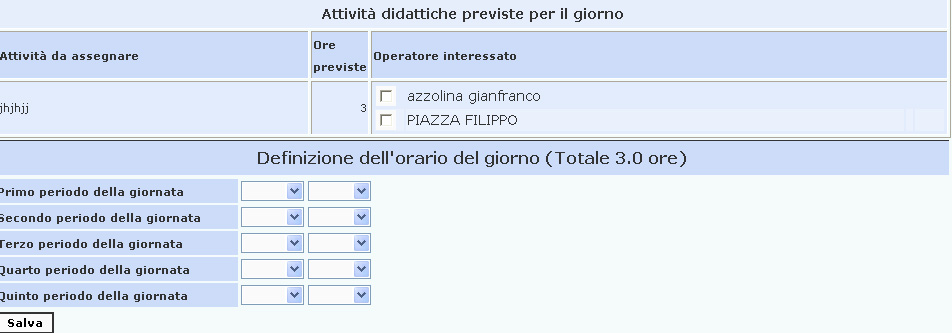 Attività didattiche previste per il giorno
Attività da assegnare
Ore
previste
Operatore interessato
jhjhjj
3
azzolina gianfranco
PIAZZA FILIPPO
Definizione dell'orario del giorno (Totale 3.0 ore)
Primo periodo della giornata
Secondo periodo della giornata
Terzo periodo della giornata
Quarto periodo della giornata
Quinto periodo della giornata
Salva